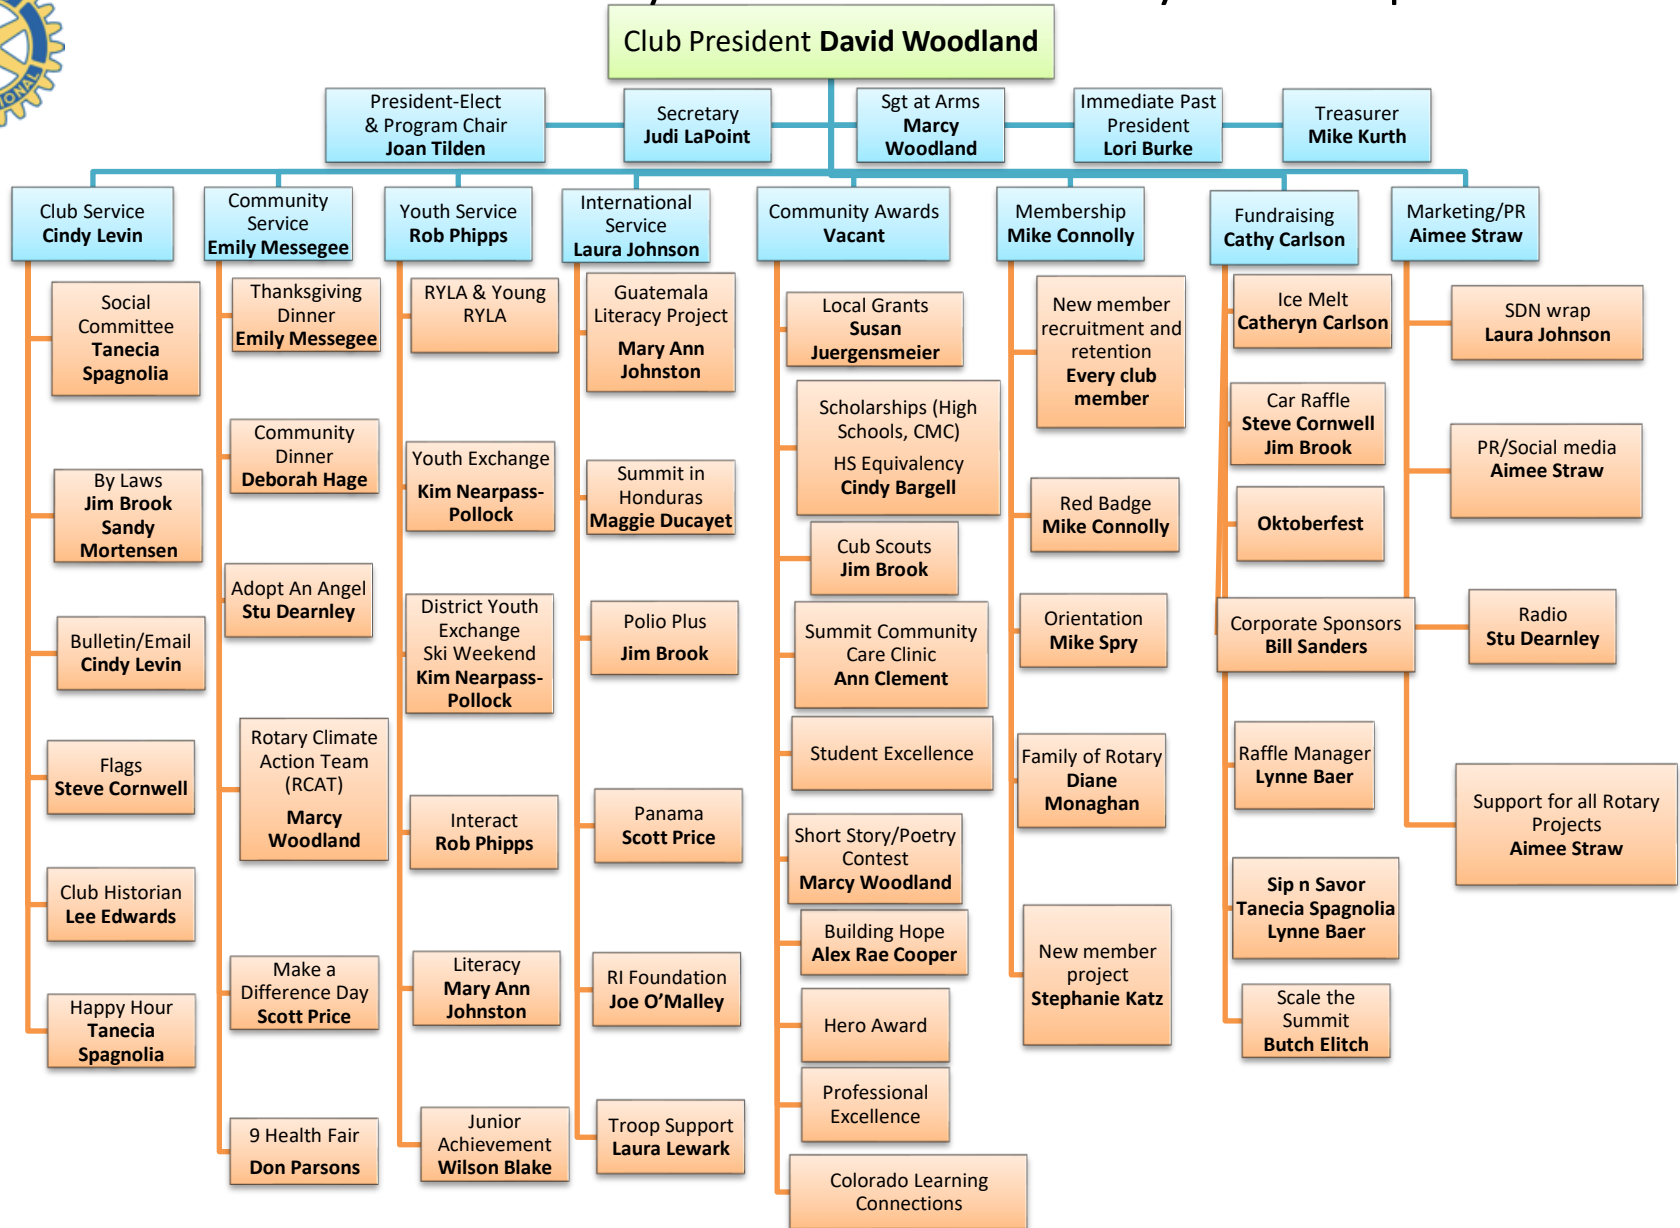 IONAL
Club President David Woodland
President-Elect
& Program Chair
Joan Tilden
Secretary
Judi LaPoint
Sgt at Arms
Marcy
Woodland
Immediate Past
President
Lori Burke
Treasurer
Mike Kurth
Club Service
Cindy Levin
Social
Committee
Tanecia
Spagnolia
By Laws
Jim Brook
Sandy
Mortensen
Bulletin/Email
Cindy Levin
Flags
Steve Cornwell
Club Historian
Lee Edwards
Happy Hour
Tanecia
Spagnolia
Community
Service
Emily Messegee
Thanksgiving
Dinner
Emily Messegee
Community
Dinner
Deborah Hage
Adopt An Angel
Stu Dearnley
Rotary Climate
Action Team
(RCAT)
Marcy
Woodland
Make a
Difference Day
Scott Price
9 Health Fair
Don Parsons
Youth Service
Rob Phipps
RYLA & Young
RYLA
Youth Exchange
Kim Nearpass-
Pollock
District Youth
Exchange
Ski Weekend
Kim Nearpass-
Pollock
Interact
Rob Phipps
Literacy
Mary Ann
Johnston
Junior
Achievement
Wilson Blake
International
Service
Laura Johnson
Guatemala
Literacy Project
Mary Ann
Johnston
Summit in
Honduras
Maggie Ducayet
Polio Plus
Jim Brook
Panama
Scott Price
RI Foundation
Joe O’Malley
Troop Support
Laura Lewark
Community Awards
Vacant
Local Grants
Susan
Juergensmeier
Scholarships (High
Schools, CMC)
HS Equivalency
Cindy Bargell
Cub Scouts
Jim Brook
Summit Community
Care Clinic
Ann Clement
Student Excellence
Short Story/Poetry
Contest
Marcy Woodland
Building Hope
Alex Rae Cooper
Hero Award
Professional
Excellence
Colorado Learning
Connections
Membership
Mike Connolly
New member
recruitment and
retention
Every club
member
Red Badge
Mike Connolly
Orientation
Mike Spry
Family of Rotary
Diane
Monaghan
New member
project
Stephanie Katz
Fundraising
Cathy Carlson
Ice Melt
Catheryn Carlson
Car Raffle
Steve Cornwell
Jim Brook
Oktoberfest
Corporate Sponsors
Bill Sanders
Raffle Manager
Lynne Baer
Sip n Savor
Tanecia Spagnolia
Lynne Baer
Scale the
Summit
Butch Elitch
Marketing/PR
Aimee Straw
SDN wrap
Laura Johnson
PR/Social media
Aimee Straw
Radio
Stu Dearnley
Support for all Rotary
Projects
Aimee Straw